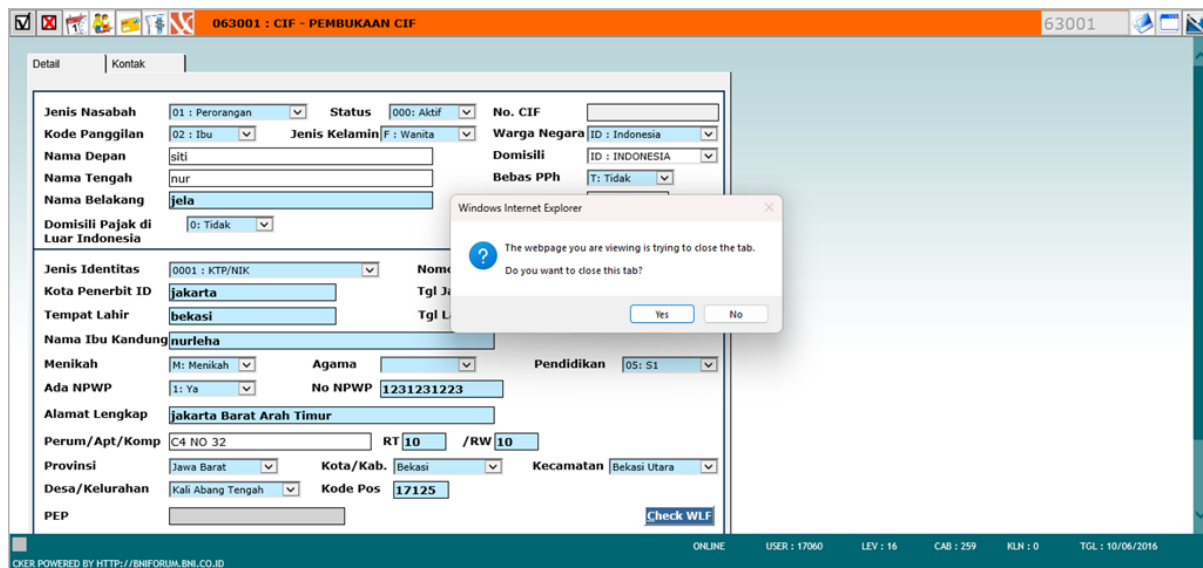 063001 : CIF - PEMBUKAAN CIF 63001
Detail Kontak
Jenis Nasabah 01 : Perorangan Status 000: Aktif No. CIF
Kode Panggilan 02 : Ibu Jenis Kelamin F : Wanita Warga Negara ID : Indonesia
Nama Depan siti Domisili ID : INDONESIA
Nama Tengah nur Bebas PPh T: Tidak
Nama Belakang jela
Domisili Pajak di 0: Tidak
Luar Indonesia
Windows Internet Explorer
The webpage you are viewing is trying to close the tab.
Do you want to close this tab?
Yes No
Jenis Identitas 0001 : KTP/NIK
Kota Penerbit ID jakarta Tgl
Tempat Lahir bekasi Tgl
Nama Ibu Kandung nurleha
Menikah M: Menikah Agama Pendidikan 05: S1
Ada NPWP 1: Ya No NPWP 1231231223
Alamat Lengkap jakarta Barat Arah Timur
Perum/Apt/Komp C4 NO 32 RT 10 /RW 10
Provinsi Jawa Barat Kota/Kab. Bekasi Kecamatan Bekasi Utara
Desa/Kelurahan Kali Abang Tengah Kode Pos 17125
PEP Check WLF
ONLINE USER : 17060 LEV : 16 CAB : 259 KLN : 0 TGL : 10/06/2016
CKER POWERED BY HTTP://BNIFORUM.BNI.CO.ID